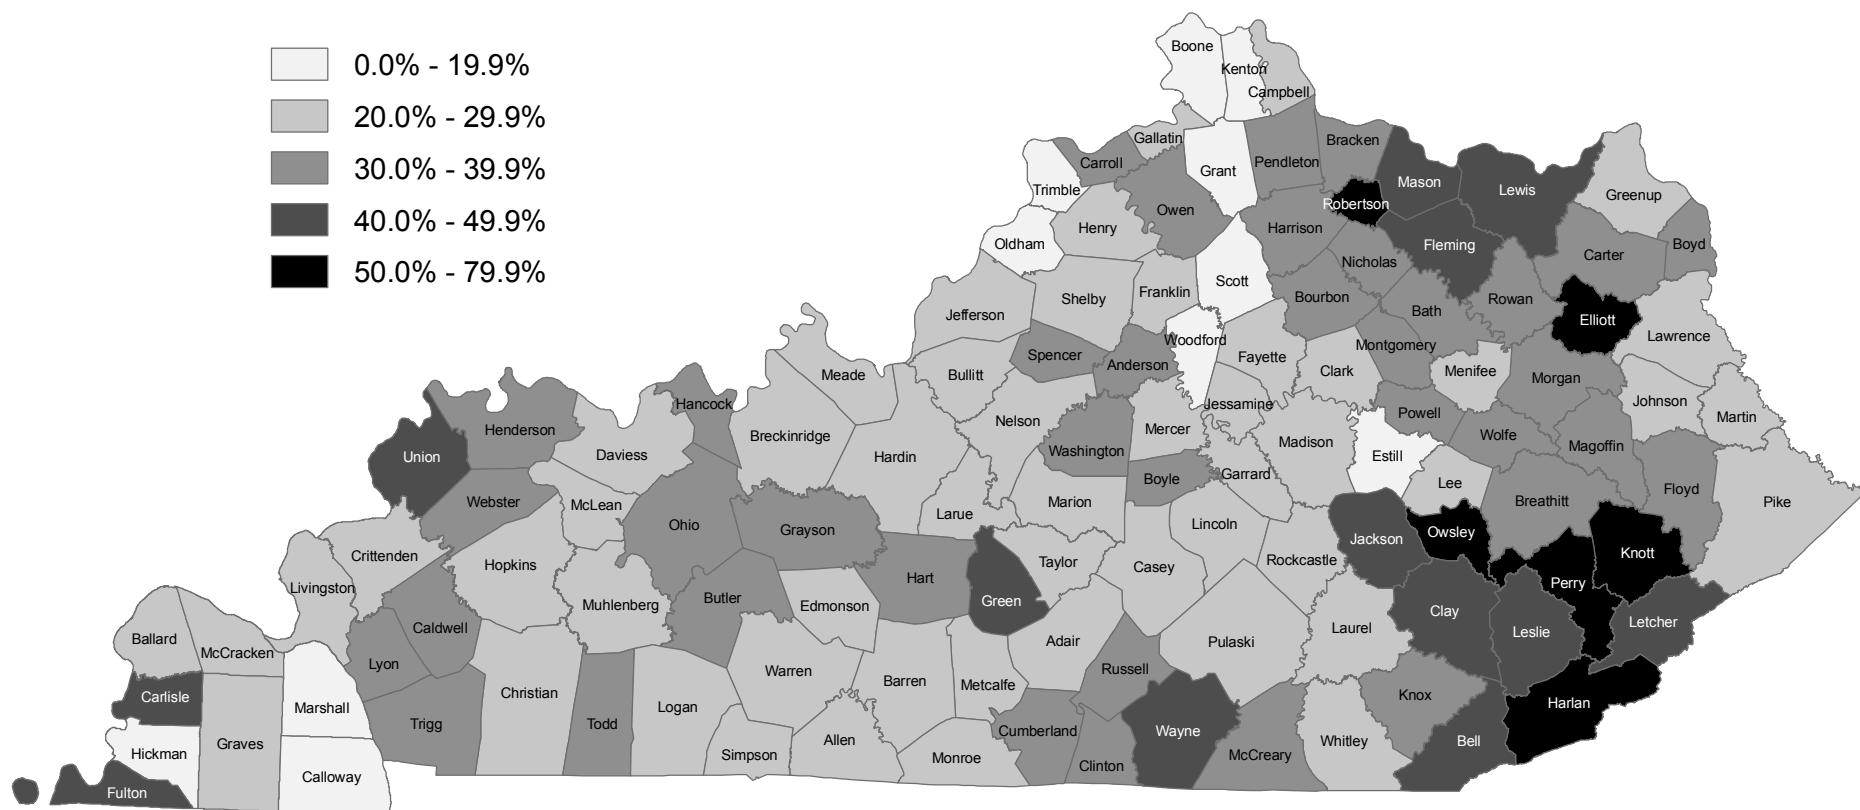 0.0% - 19.9%
20.0% - 29.9%
30.0% - 39.9%
40.0% - 49.9%
50.0% - 79.9%
Boone
Kenton
Campbell
Gallatin
Bracken
Carroll
Pendleton
Grant
Mason
Lewis
Trimble
Greenup
Robertson
Owen
Henry
Harrison
Oldham
Fleming
Boyd
Carter
Nicholas
Scott
Franklin
Shelby
Bourbon
Rowan
Bath
Jefferson
Elliott
Lawrence
Woodford
Montgomery
Spencer
Fayette
Anderson
Clark
Menifee
Bullitt
Meade
Morgan
Johnson
Martin
Hancock
Jessamine
Powell
Nelson
Mercer
Henderson
Breckinridge
Wolfe
Madison
Magoffin
Washington
Daviess
Union
Hardin
Estill
Garrard
Boyle
Lee
Floyd
Webster
Marion
Breathitt
Pike
McLean
Larue
Ohio
Lincoln
Grayson
Owsley
Jackson
Knott
Crittenden
Rockcastle
Taylor
Hopkins
Casey
Hart
Perry
Livingston
Green
Butler
Muhlenberg
Edmonson
Clay
Letcher
Caldwell
Laurel
Leslie
Ballard
Adair
Pulaski
McCracken
Lyon
Russell
Warren
Barren
Metcalfe
Christian
Knox
Carlisle
Harlan
Marshall
Logan
Trigg
Todd
Cumberland
Wayne
Allen
Whitley
Bell
Graves
Hickman
Simpson
McCreary
Monroe
Clinton
Calloway
Fulton